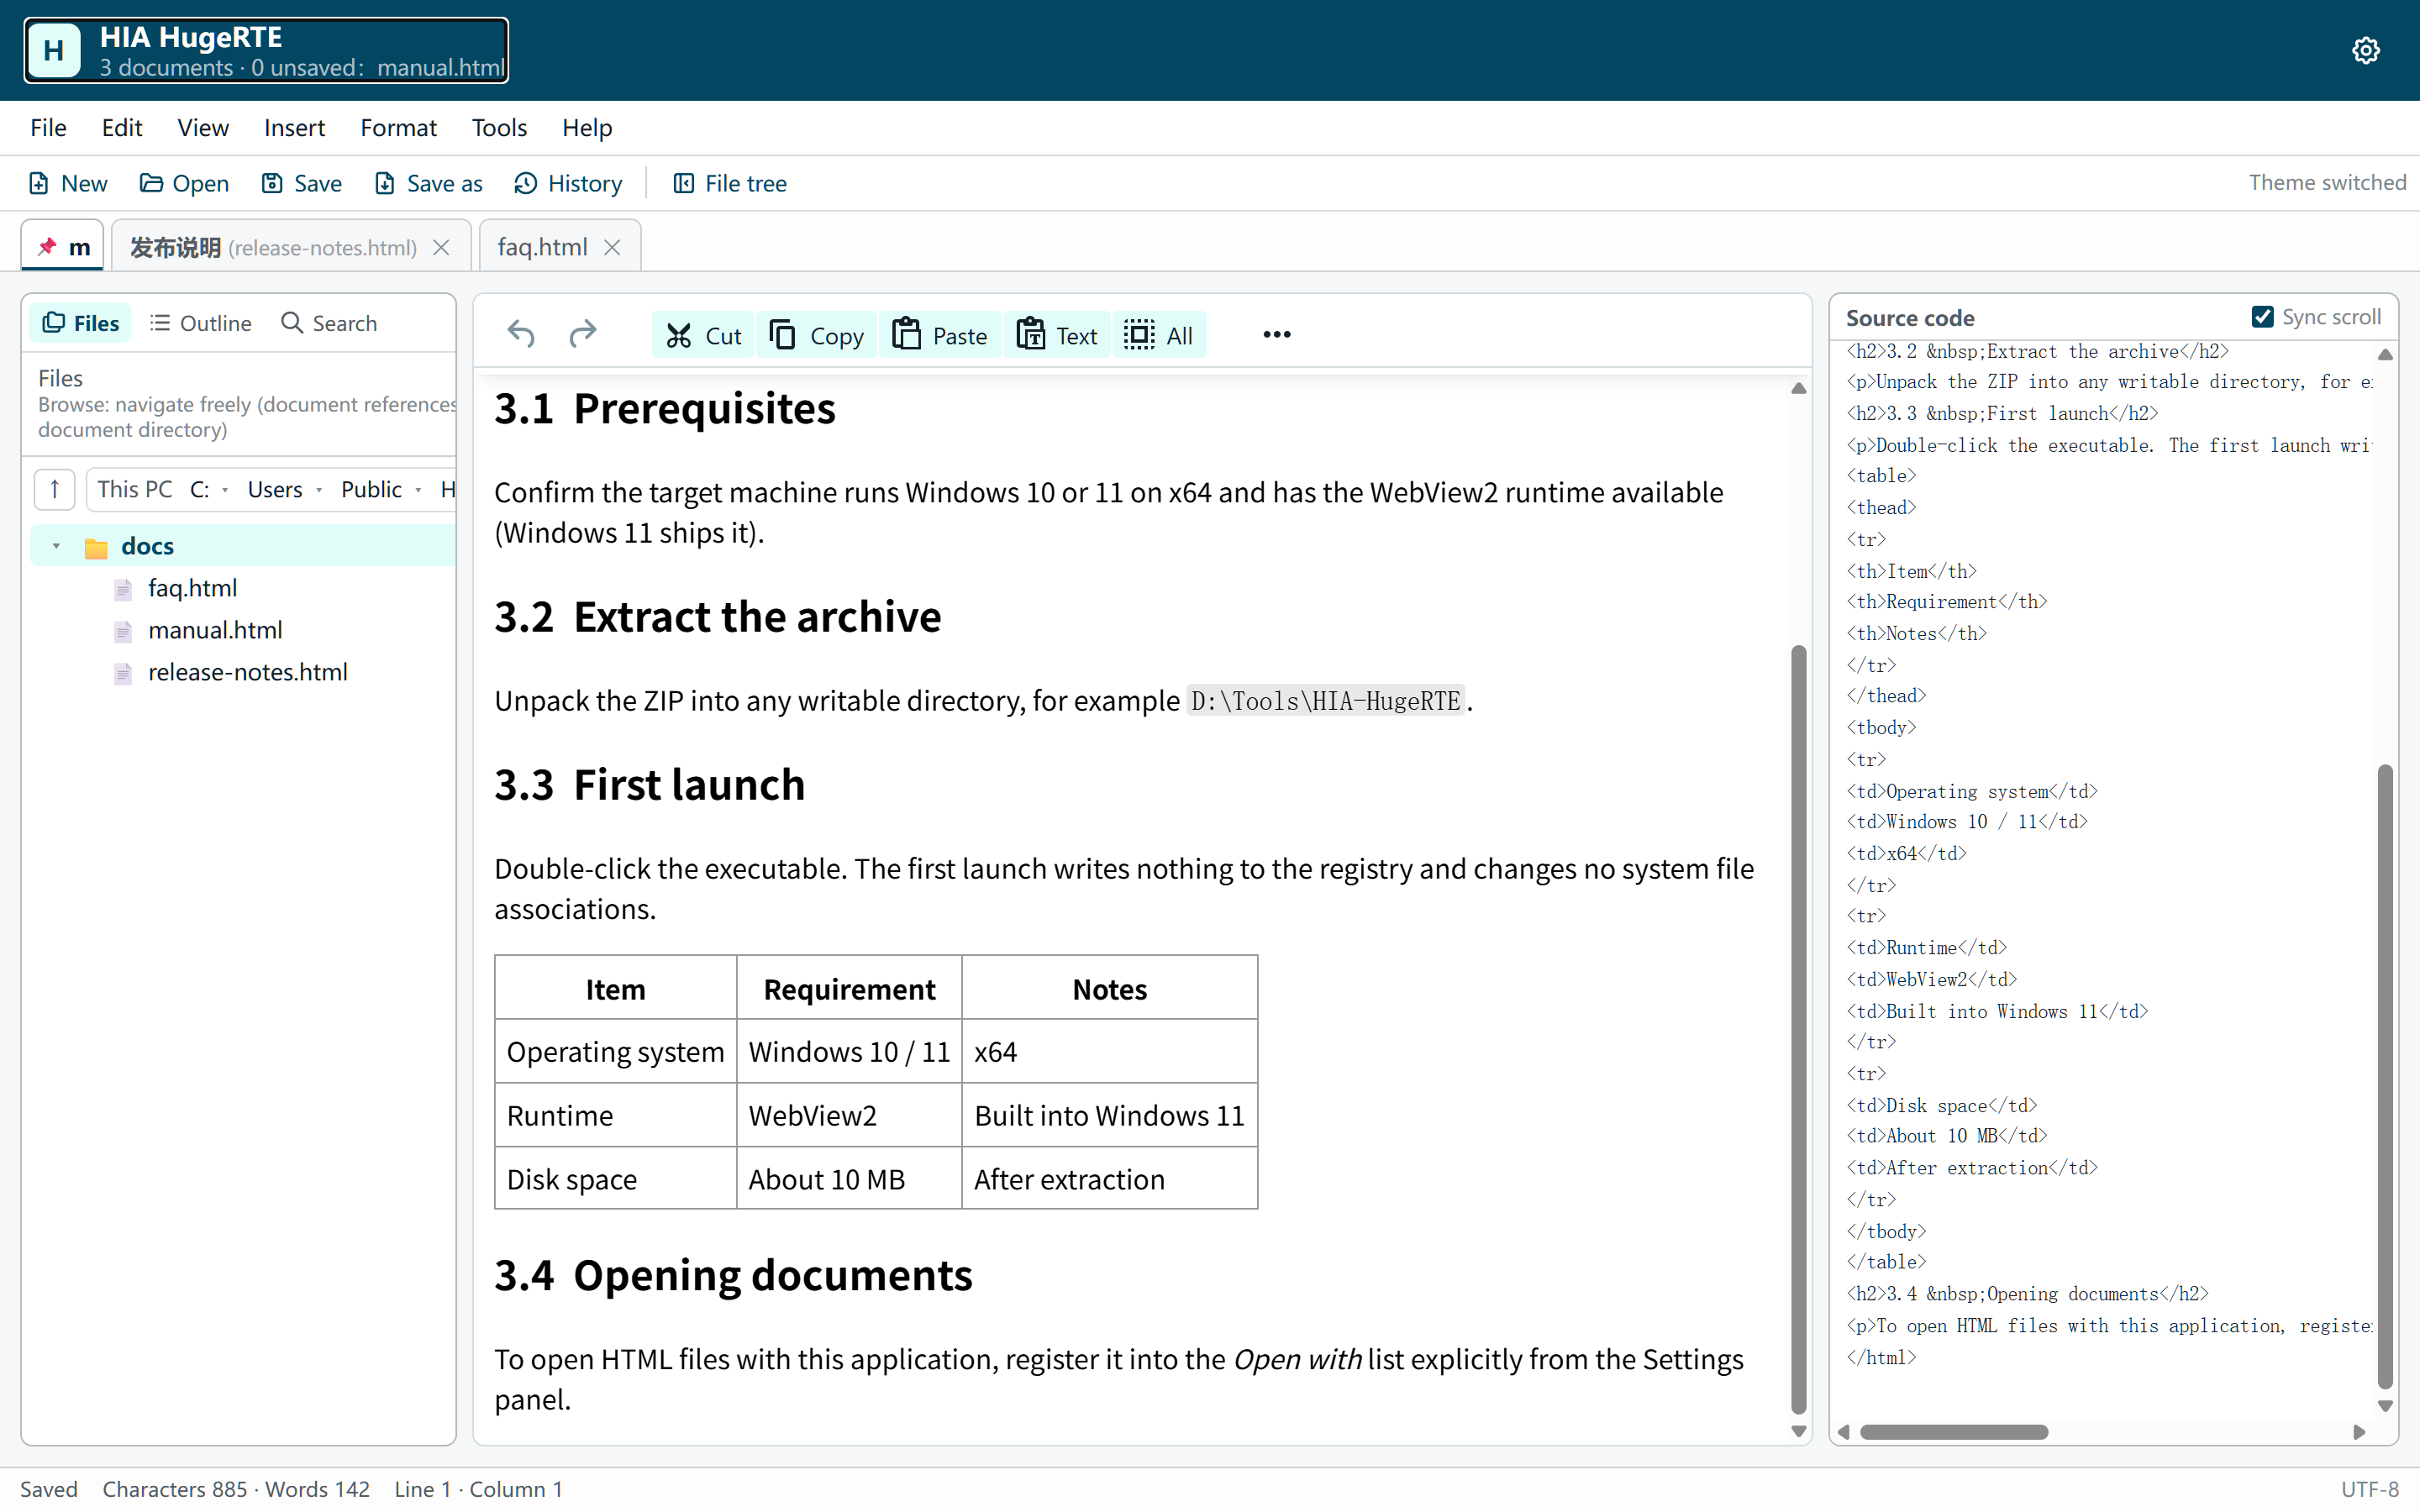 H
HIA HugeRTE
3 documents · 0 unsaved：manual.html
File Edit View Insert Format Tools Help
New Open Save Save as History File tree Theme switched
m 发布说明 (release-notes.html) faq.html
Files Outline Search
Files
Browse: navigate freely (document references
document directory)
This PC C: Users Public H
docs
faq.html
manual.html
release-notes.html
Cut Copy Paste Text All
3.1 Prerequisites
Confirm the target machine runs Windows 10 or 11 on x64 and has the WebView2 runtime available
(Windows 11 ships it).
3.2 Extract the archive
Unpack the ZIP into any writable directory, for example D:\Tools\HIA-HugeRTE.
3.3 First launch
Double-click the executable. The first launch writes nothing to the registry and changes no system file
associations.
Item Requirement Notes
Operating system Windows 10 / 11 x64
Runtime WebView2 Built into Windows 11
Disk space About 10 MB After extraction
3.4 Opening documents
To open HTML files with this application, register it into the Open with list explicitly from the Settings
panel.
Source code Sync scroll
<h2>3.2 &nbsp;Extract the archive</h2>
<p>Unpack the ZIP into any writable directory, for e
<h2>3.3 &nbsp;First launch</h2>
<p>Double-click the executable. The first launch wri
<table>
<thead>
<tr>
<th>Item</th>
<th>Requirement</th>
<th>Notes</th>
</tr>
</thead>
<tbody>
<tr>
<td>Operating system</td>
<td>Windows 10 / 11</td>
<td>x64</td>
</tr>
<tr>
<td>Runtime</td>
<td>WebView2</td>
<td>Built into Windows 11</td>
</tr>
<tr>
<td>Disk space</td>
<td>About 10 MB</td>
<td>After extraction</td>
</tr>
</tbody>
</table>
<h2>3.4 &nbsp;Opening documents</h2>
<p>To open HTML files with this application, registe
</html>
Saved Characters 885 · Words 142 Line 1 · Column 1 UTF-8